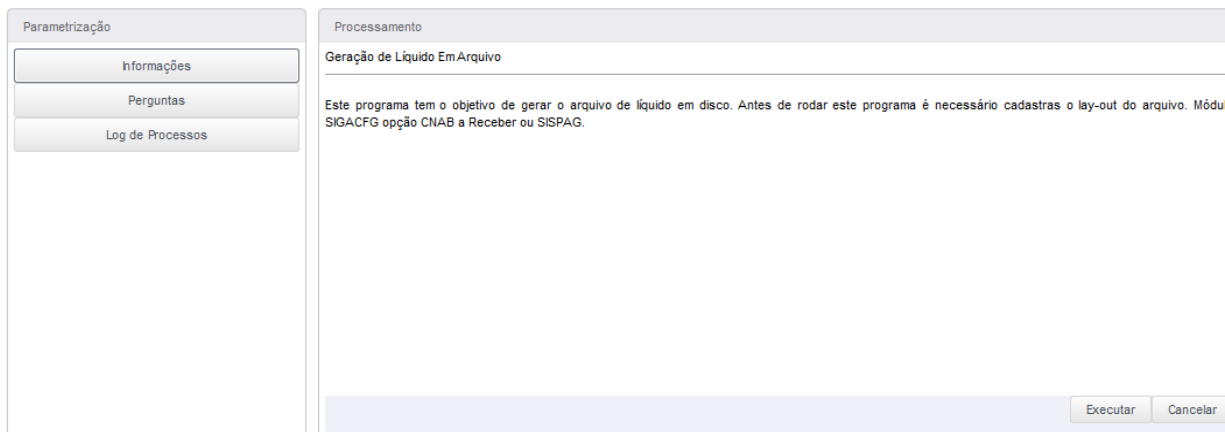 Parametrização
Informações
Perguntas
Log de Processos
Processamento
Geração de Líquido Em Arquivo
Este programa tem o objetivo de gerar o arquivo de líquido em disco. Antes de rodar este programa é necessário cadastras o lay-out do arquivo. Módul
SIGACFG opção CNAB a Receber ou SISPAG.
Executar
Cancelar